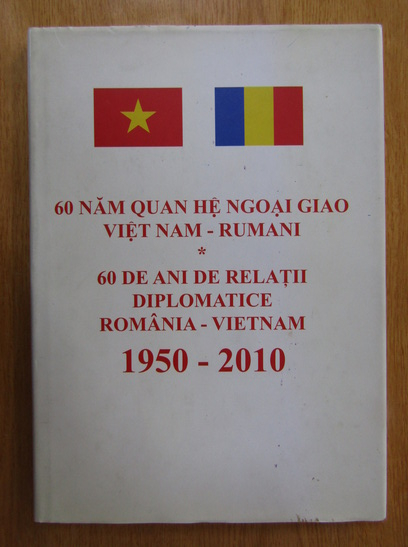 60 NĂM QUAN HỆ NGOẠI GIAO
VIỆT NAM - RUMANI
*
60 DE ANI DE RELAȚII
DIPLOMATICE
ROMÂNIA - VIETNAM
1950 - 2010